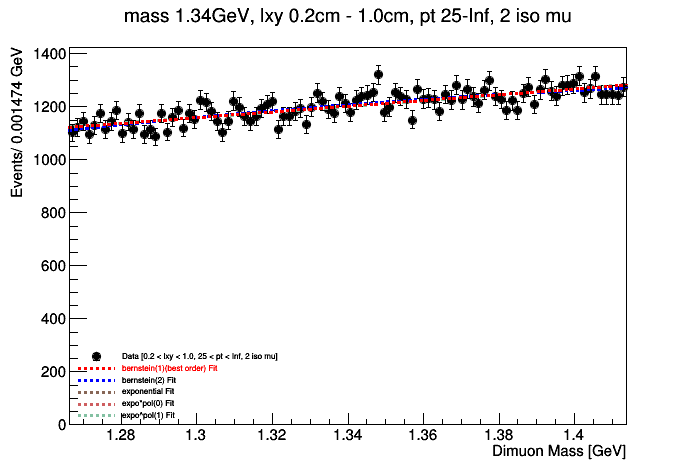 mass 1.34GeV, lxy 0.2cm - 1.0cm, pt 25-Inf, 2 iso mu
Events/ 0.001474 GeV
1400
1200
1000
800
600
400
200
0
Data [0.2 < lxy < 1.0, 25 < pt < Inf, 2 iso mu]
bernstein(1)(best order) Fit
bernstein(2) Fit
exponential Fit
expo*pol(0) Fit
expo*pol(1) Fit
1.28 1.3 1.32 1.34 1.36 1.38 1.4
Dimuon Mass [GeV]